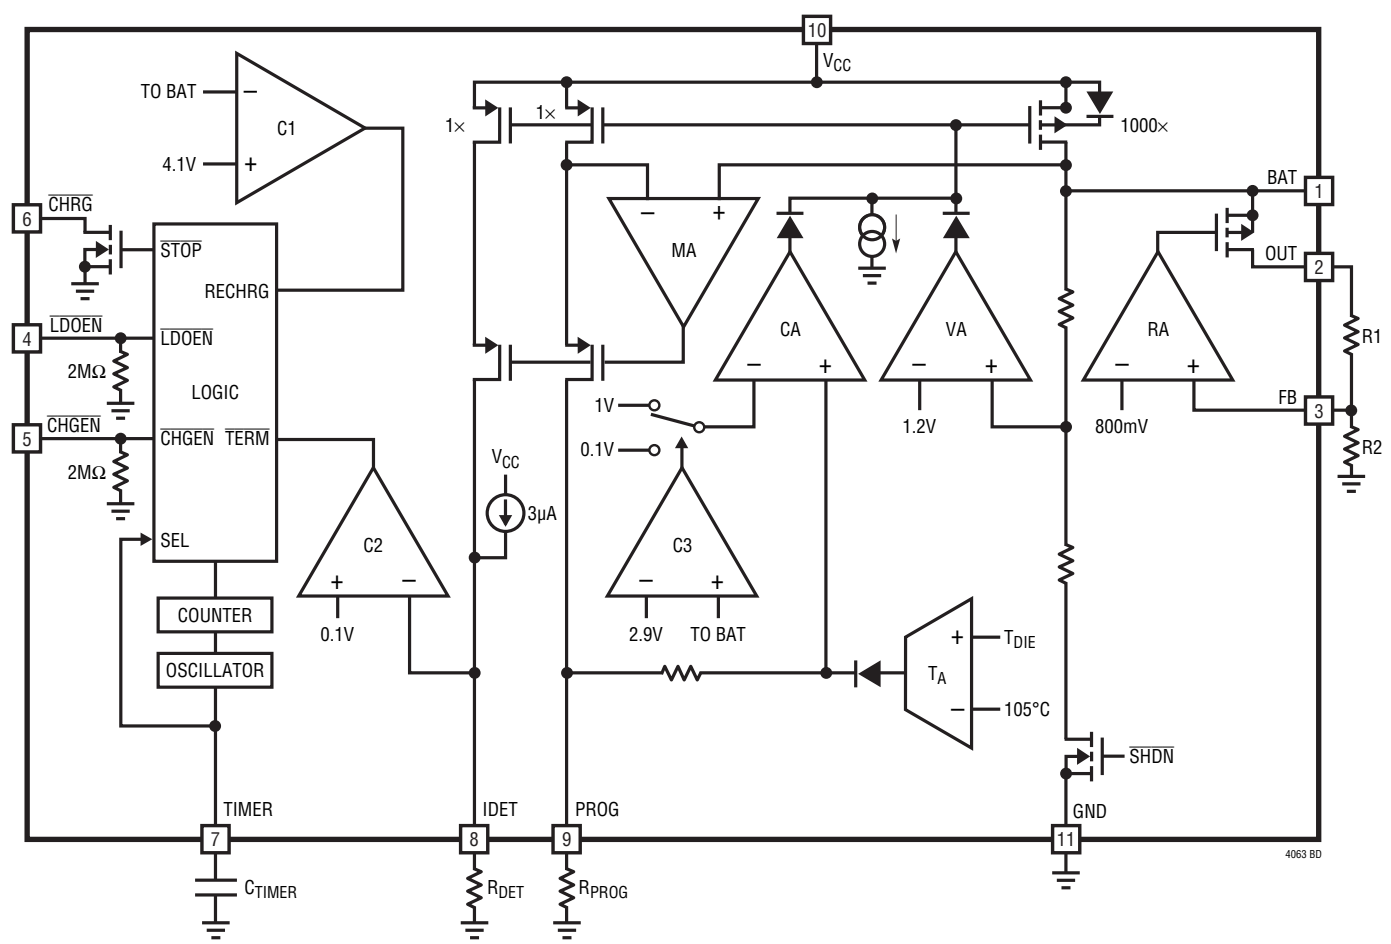 10
VCC
TO BAT
−
C1
4.1V
+
1×
1×
1000×
CHRG
6
STOP
RECHRG
LDOEN
4
LDOEN
2MΩ
LOGIC
CHGEN
5
CHGEN TERM
2MΩ
SEL
COUNTER
OSCILLATOR
− +
MA
CA
− +
VA
− +
1.2V
RA
− +
800mV
BAT
1
OUT
2
R1
FB
3
R2
1V
0.1V
VCC
3µA
C2
+ −
0.1V
C3
− +
2.9V TO BAT
+ TDIE
TA
− 105°C
SHDN
TIMER
7
IDET
8
PROG
9
GND
11
4063 BD
CTIMER
RDET
RPROG